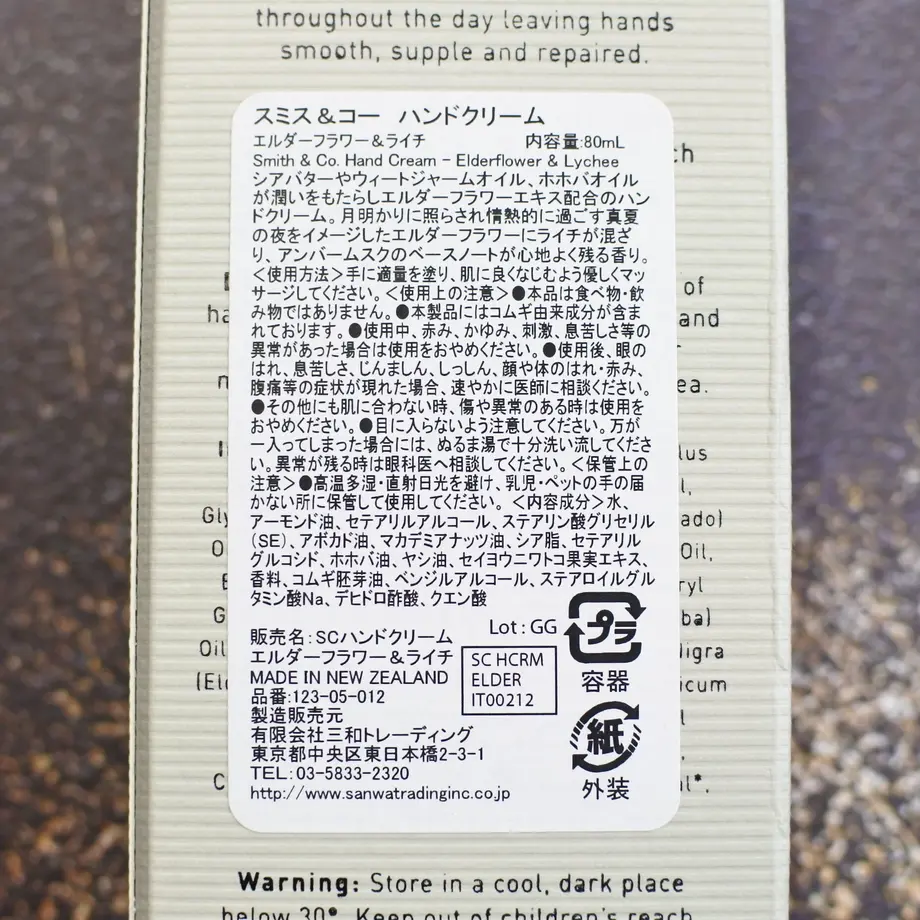 throughout the day leaving hands
smooth, supple and repaired.
スミス＆コー　ハンドクリーム
エルダーフラワー＆ライチ　内容量:80mL
Smith & Co. Hand Cream – Elderflower & Lychee
シアバターやウィートジャームオイル、ホホバオイル
が潤いをもたらしエルダーフラワーエキス配合のハン
ドクリーム。月明かりに照らされ情熱的に過ごす真夏
の夜をイメージしたエルダーフラワーにライチが混ざ
り、アンバームスクのベースノートが心地よく残る香り。
＜使用方法＞手に適量を塗り、肌に良くなじむよう優しくマッ
サージしてください。＜使用上の注意＞●本品は食べ物・飲
み物ではありません。●本製品にはコムギ由来成分が含ま
れております。●使用中、赤み、かゆみ、刺激、息苦しさ等の
異常があった場合は使用をおやめください。●使用後、眼の
はれ、息苦しさ、じんましん、しっしん、顔や体のはれ・赤み、
腹痛等の症状が現れた場合、速やかに医師に相談ください。
●その他にも肌に合わない時、傷や異常のある時は使用を
おやめください。●目に入らないよう注意してください。万が
一入ってしまった場合には、ぬるま湯で十分洗い流してくださ
い。異常が残る時は眼科医へ相談してください。＜保管上の
注意＞●高温多湿・直射日光を避け、乳児・ペットの手の届
かない所に保管して使用してください。＜内容成分＞水、
アーモンド油、セテアリルアルコール、ステアリン酸グリセリル
(SE)、アボカド油、マカデミアナッツ油、シア脂、セテアリル
グルコシド、ホホバ油、ヤシ油、セイヨウニワトコ果実エキス、
香料、コムギ胚芽油、ベンジルアルコール、ステアロイルグル
タミン酸Na、デヒドロ酢酸、クエン酸
Lot : GG
販売名：SCハンドクリーム
エルダーフラワー＆ライチ
MADE IN NEW ZEALAND
品番:123-05-012
製造販売元
有限会社三和トレーディング
東京都中央区東日本橋2-3-1
TEL：03-5833-2320
http://www.sanwatradinginc.co.jp
SC HCRM
ELDER
IT00212
プラ
容器
紙
外装
Warning: Store in a cool, dark place
below 30°. Keep out of children's reach